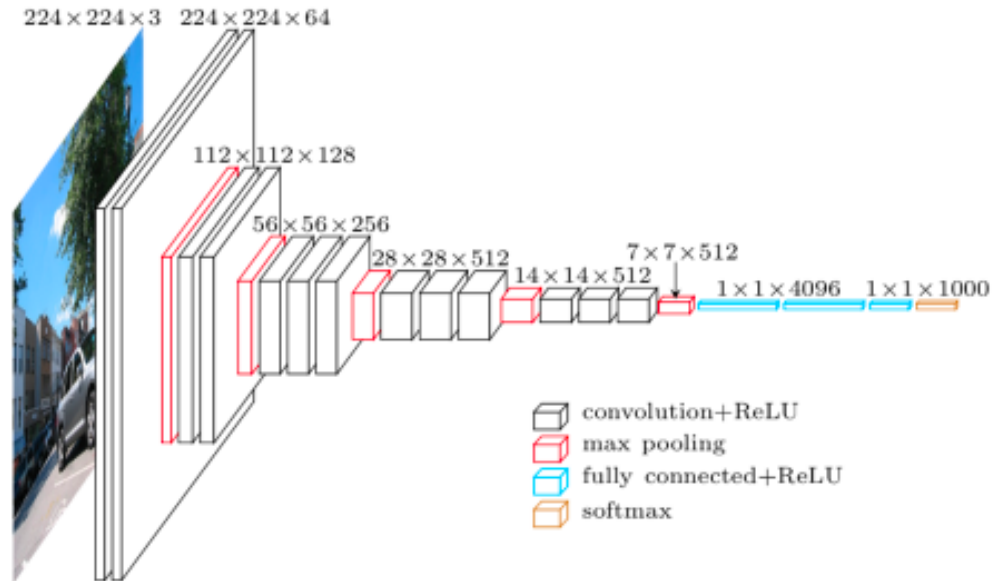 224×224×3
224×224×64
112×112×128
56×56×256
28×28×512
14×14×512
7×7×512
1×1×4096
1×1×1000
convolution+ReLU
max pooling
fully connected+ReLU
softmax